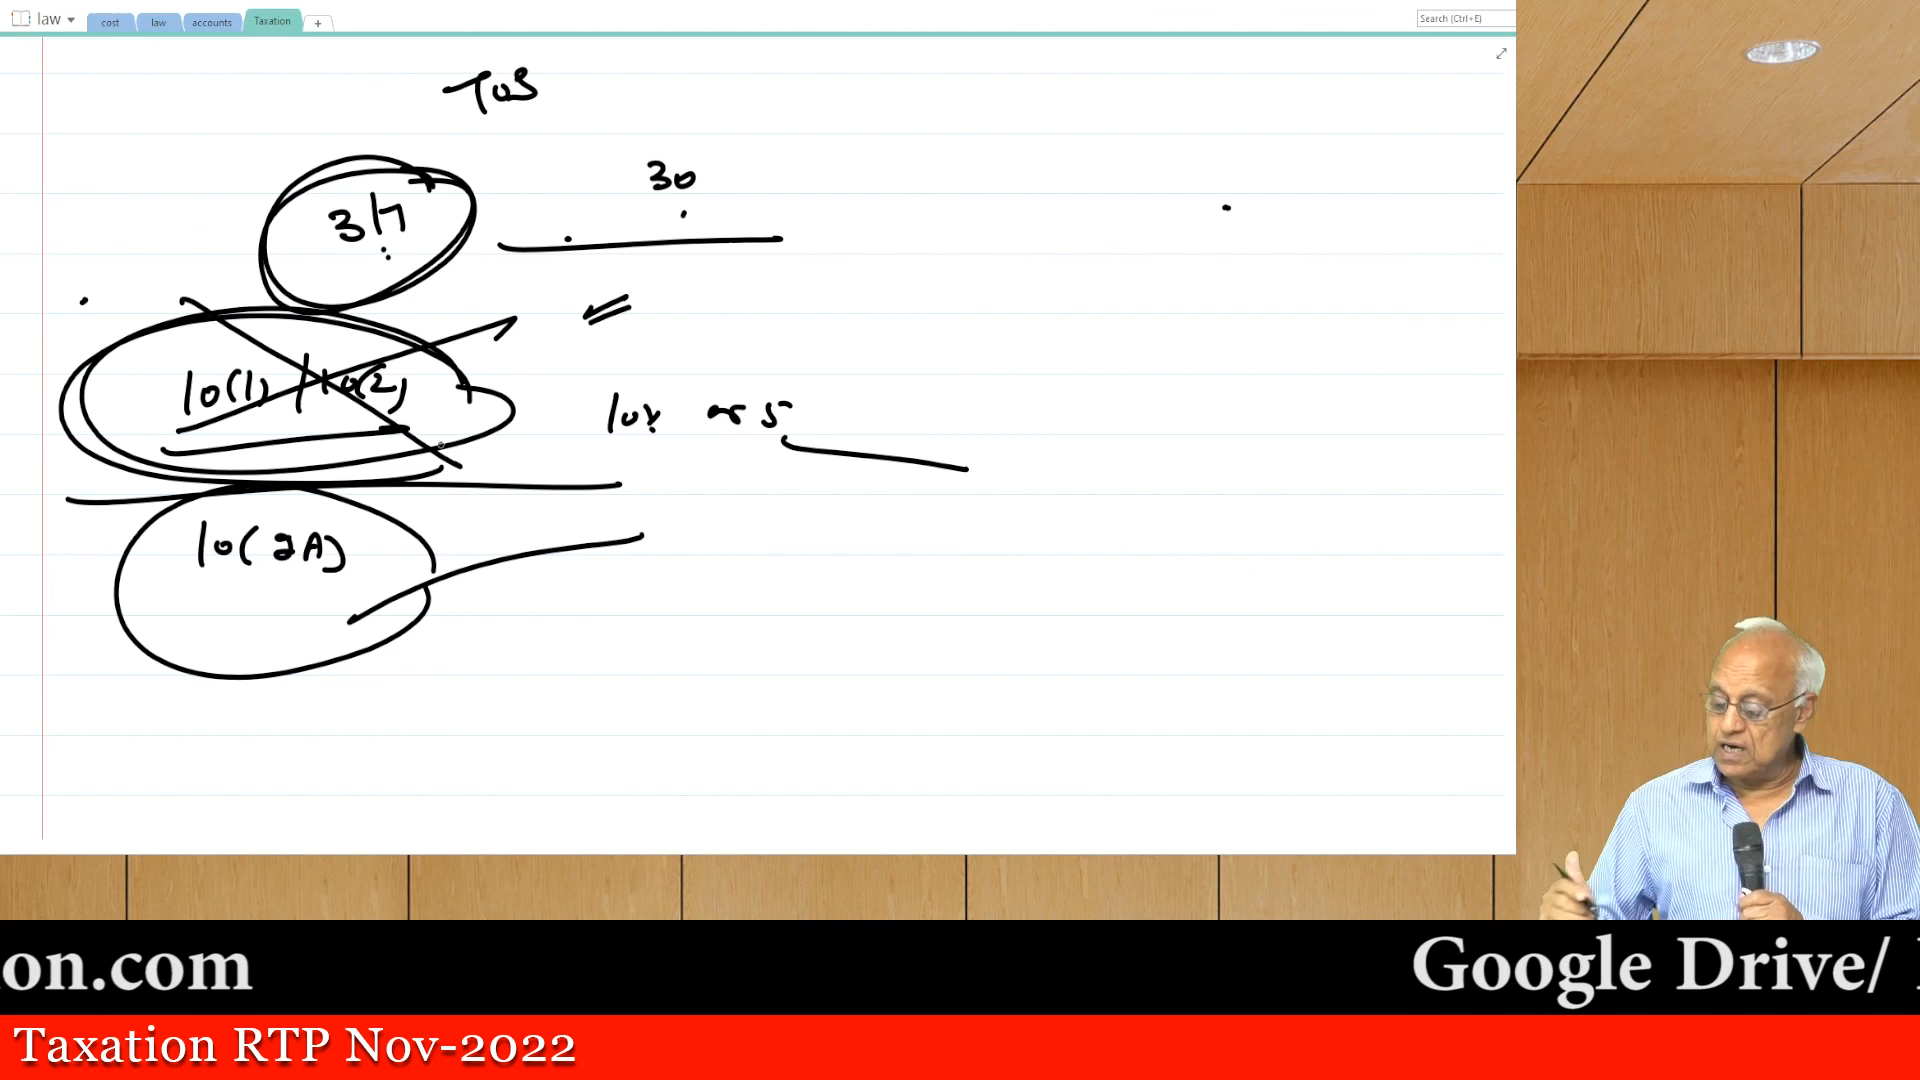 law
cost law accounts Taxation +
Search (Ctrl+E)
TOS
30
3/7
10(1) / 10(2)
10% or 5
10(2A)
on.com Google Drive/
Taxation RTP Nov-2022